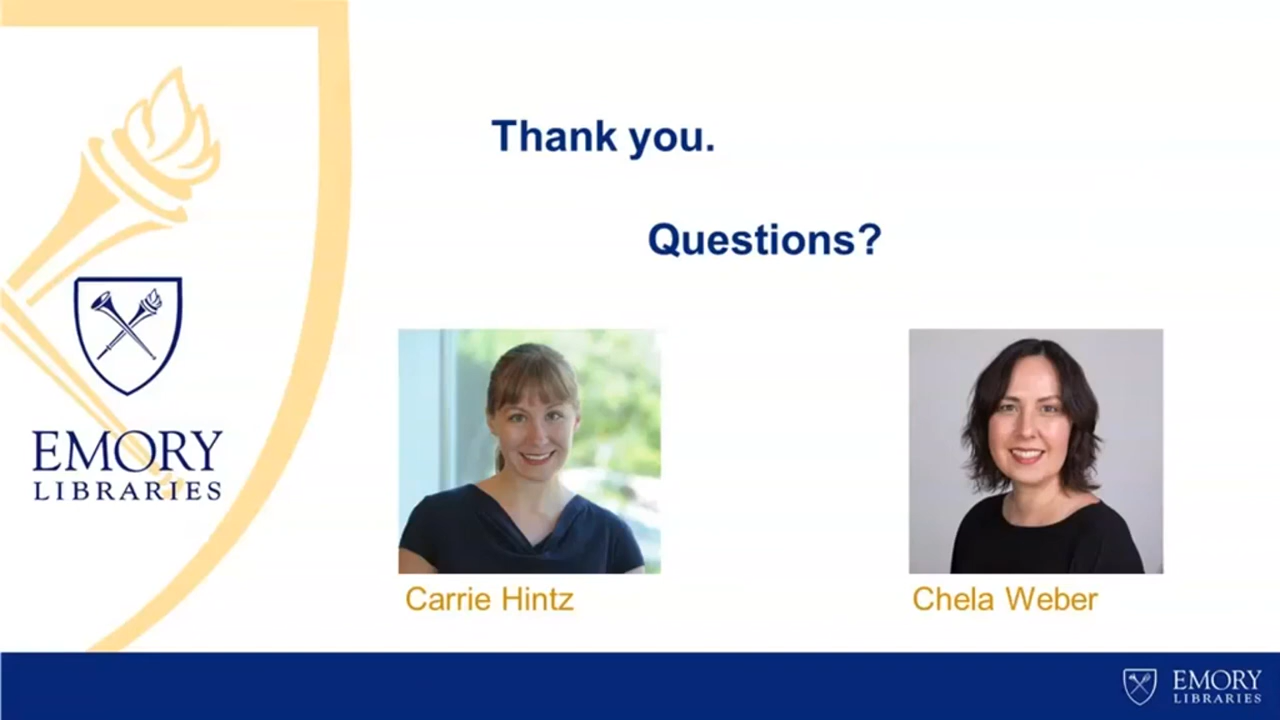 Thank you.
Questions?
EMORY
LIBRARIES
Carrie Hintz
Chela Weber
EMORY
LIBRARIES